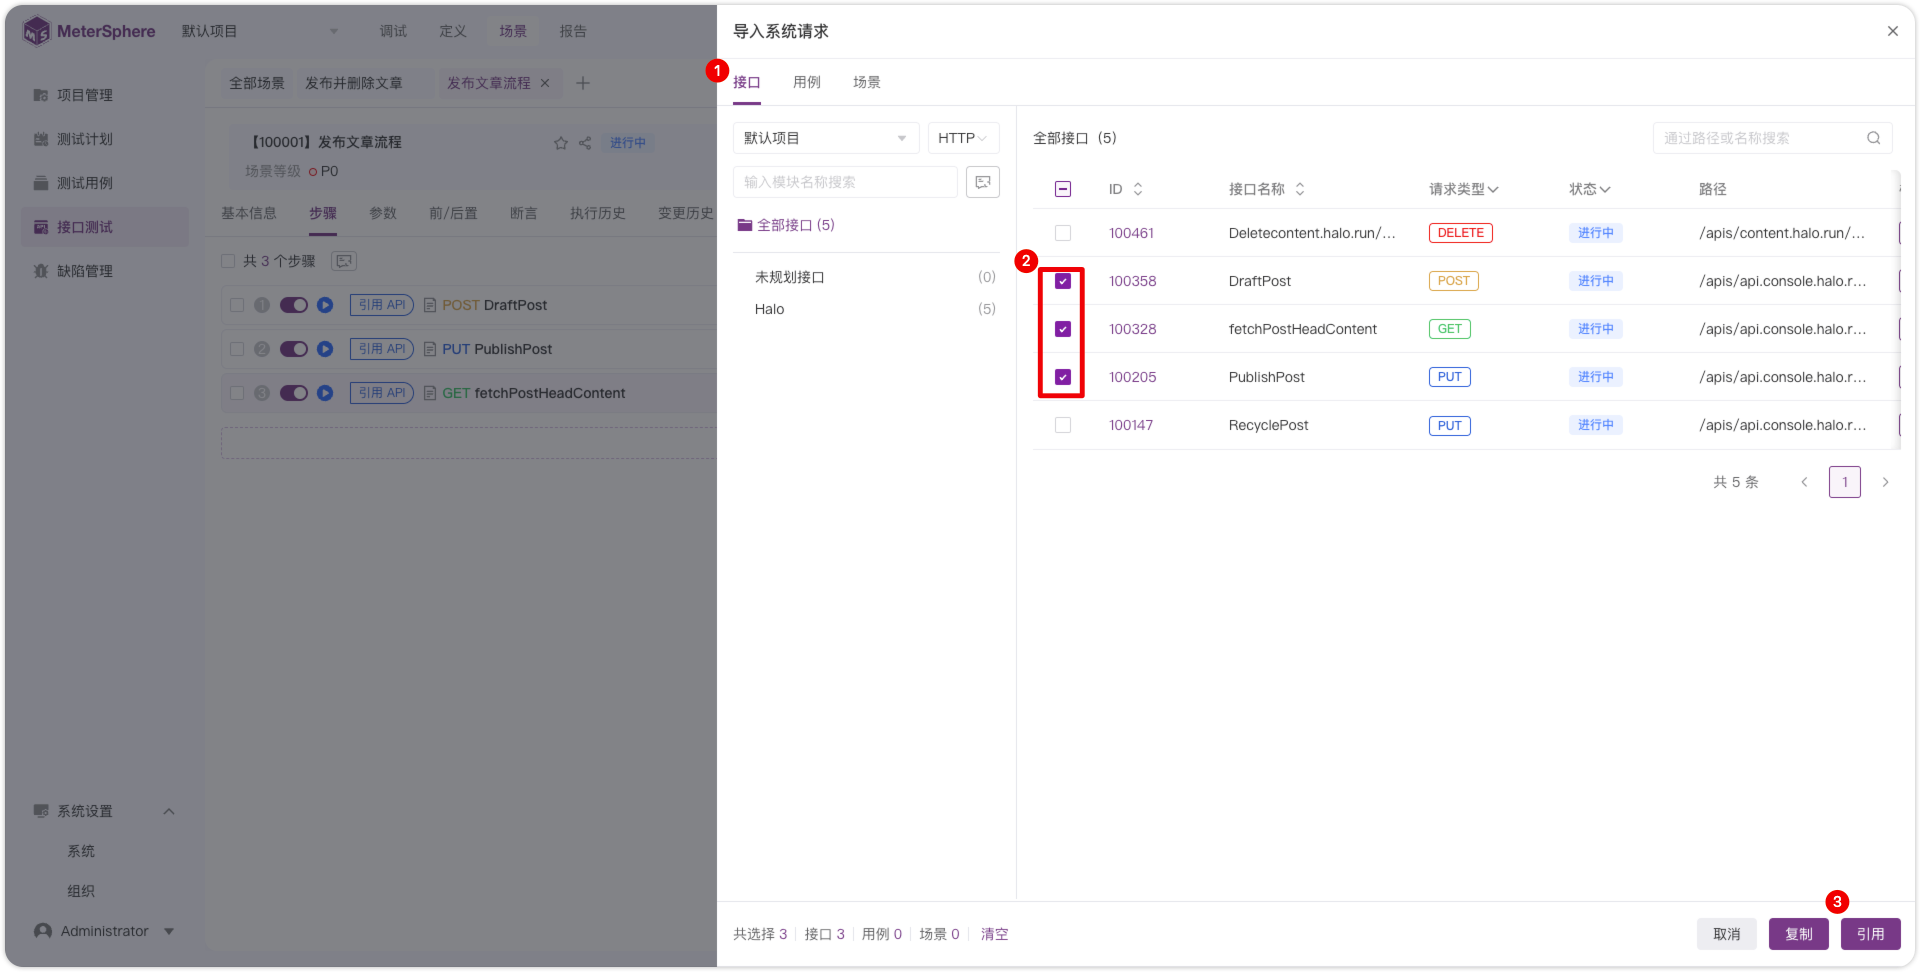 MeterSphere
默认项目
调试
定义
场景
报告
项目管理
测试计划
测试用例
接口测试
缺陷管理
系统设置
系统
组织
Administrator
全部场景
发布并删除文章
发布文章流程
【100001】发布文章流程
进行中
场景等级 P0
基本信息
步骤
参数
前/后置
断言
执行历史
变更历史
共 3 个步骤
1 引用 API POST DraftPost
2 引用 API PUT PublishPost
3 引用 API GET fetchPostHeadContent
导入系统请求
1
接口
用例
场景
默认项目
HTTP
输入模块名称搜索
全部接口 (5)
未规划接口 (0)
Halo (5)
全部接口 (5)
通过路径或名称搜索
ID 接口名称 请求类型 状态 路径
100461 Deletecontent.halo.run/... DELETE 进行中 /apis/content.halo.run/...
2
100358 DraftPost POST 进行中 /apis/api.console.halo.r...
100328 fetchPostHeadContent GET 进行中 /apis/api.console.halo.r...
100205 PublishPost PUT 进行中 /apis/api.console.halo.r...
100147 RecyclePost PUT 进行中 /apis/api.console.halo.r...
共 5 条
1
共选择 3 接口 3 用例 0 场景 0 清空
3
取消
复制
引用